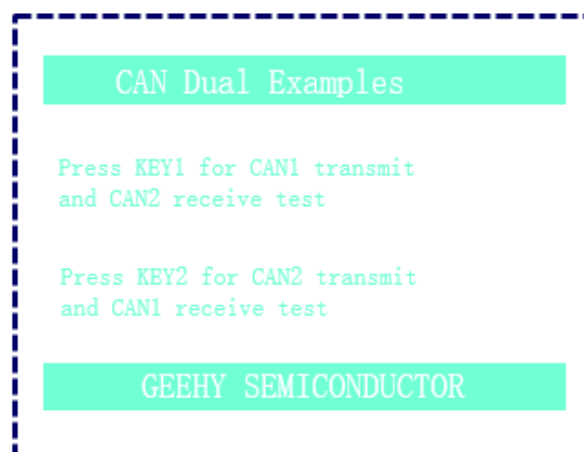 CAN Dual Examples
Press KEY1 for CAN1 transmit
and CAN2 receive test
Press KEY2 for CAN2 transmit
and CAN1 receive test
GEEHY SEMICONDUCTOR